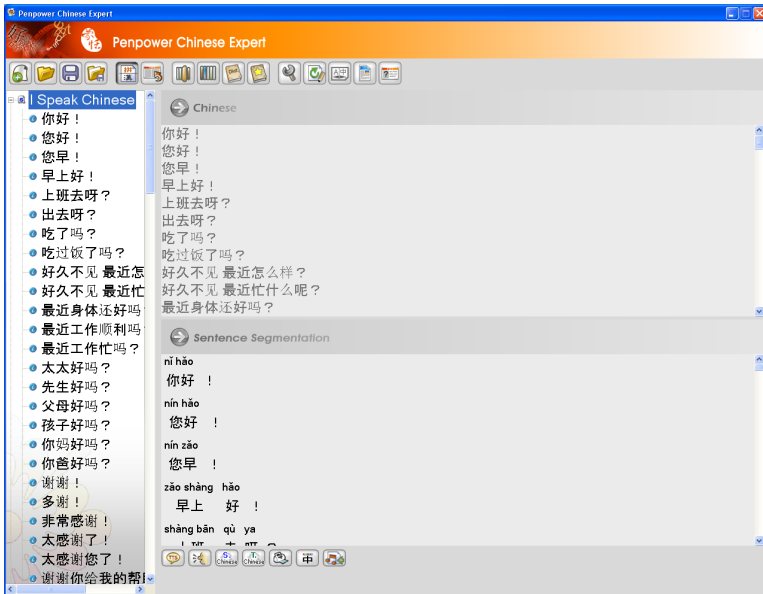 Penpower Chinese Expert
Penpower Chinese Expert
I Speak Chinese
你好！
您好！
您早！
早上好！
上班去呀？
出去呀？
吃了吗？
吃过饭了吗？
好久不见 最近怎
好久不见 最近忙
最近身体还好吗
最近工作顺利吗
最近工作忙吗？
太太好吗？
先生好吗？
父母好吗？
孩子好吗？
你妈好吗？
你爸好吗？
谢谢！
多谢！
非常感谢！
太感谢了！
太感谢您了！
谢谢你给我的帮
Chinese
你好！
您好！
您早！
早上好！
上班去呀？
出去呀？
吃了吗？
吃过饭了吗？
好久不见 最近怎么样？
好久不见 最近忙什么呢？
最近身体还好吗？
Sentence Segmentation
nǐ hǎo
你好 ！
nín hǎo
您好 ！
nín zǎo
您早 ！
zǎo shàng hǎo
早上 好 ！
shàng bān qù ya
上班 去 呀 ？